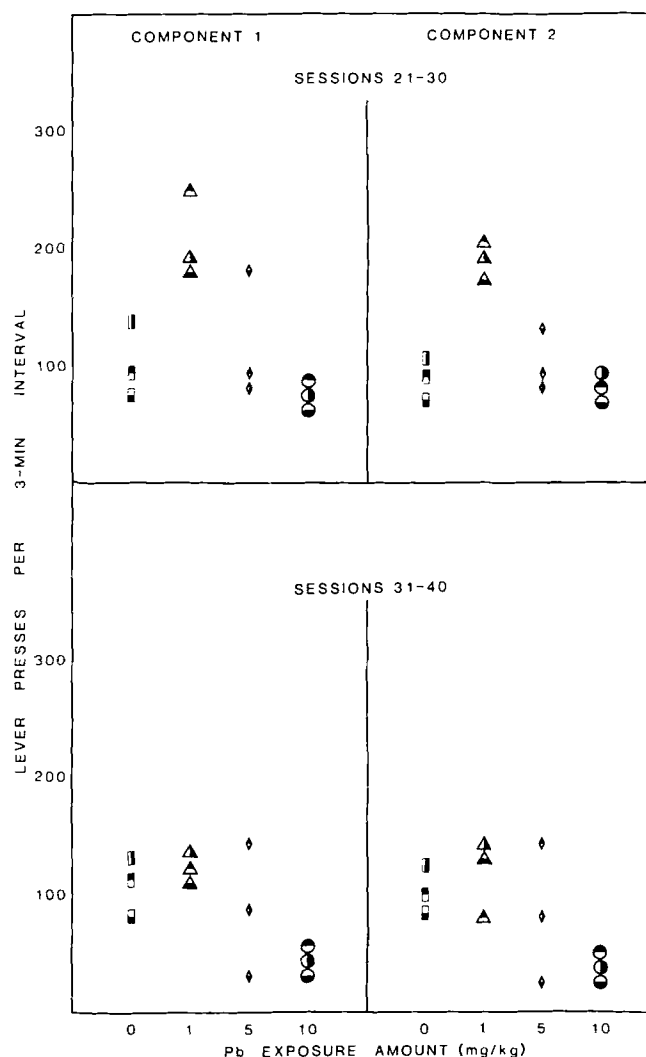 COMPONENT 1 COMPONENT 2
SESSIONS 21-30
300
200
100
SESSIONS 31-40
300
200
100
LEVER PRESSES PER 3-MIN INTERVAL
0 1 5 10 0 1 5 10
Pb EXPOSURE AMOUNT (mg/kg)